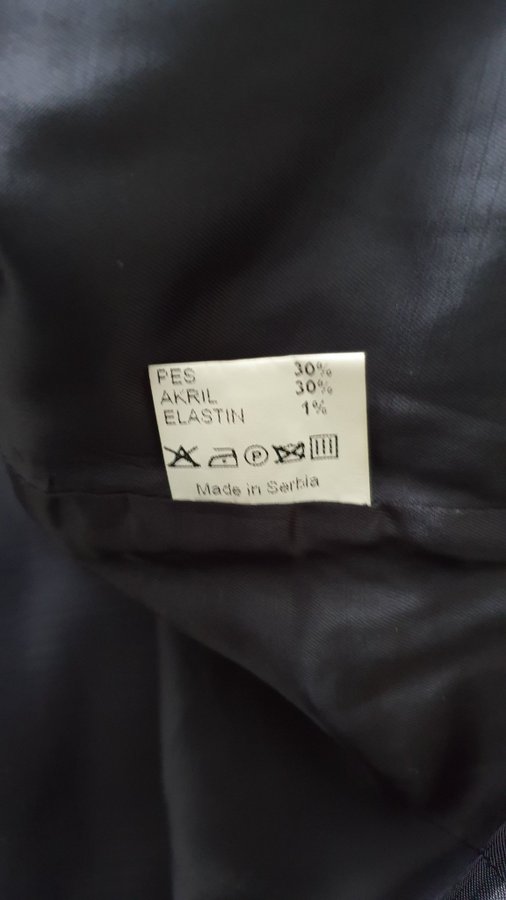 PES 30%
AKRIL 30%
ELASTIN 1%
P
Made in Serbia